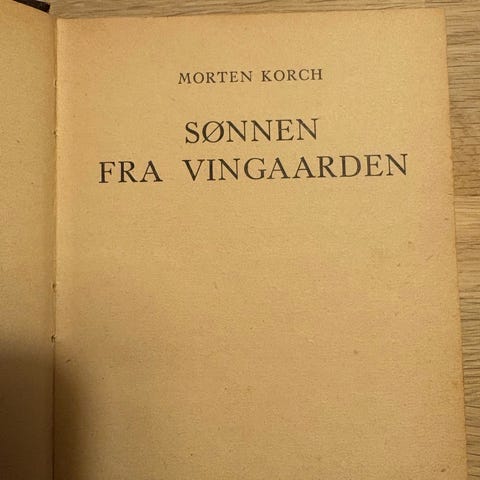 MORTEN KORCH
SØNNEN
FRA VINGAARDEN